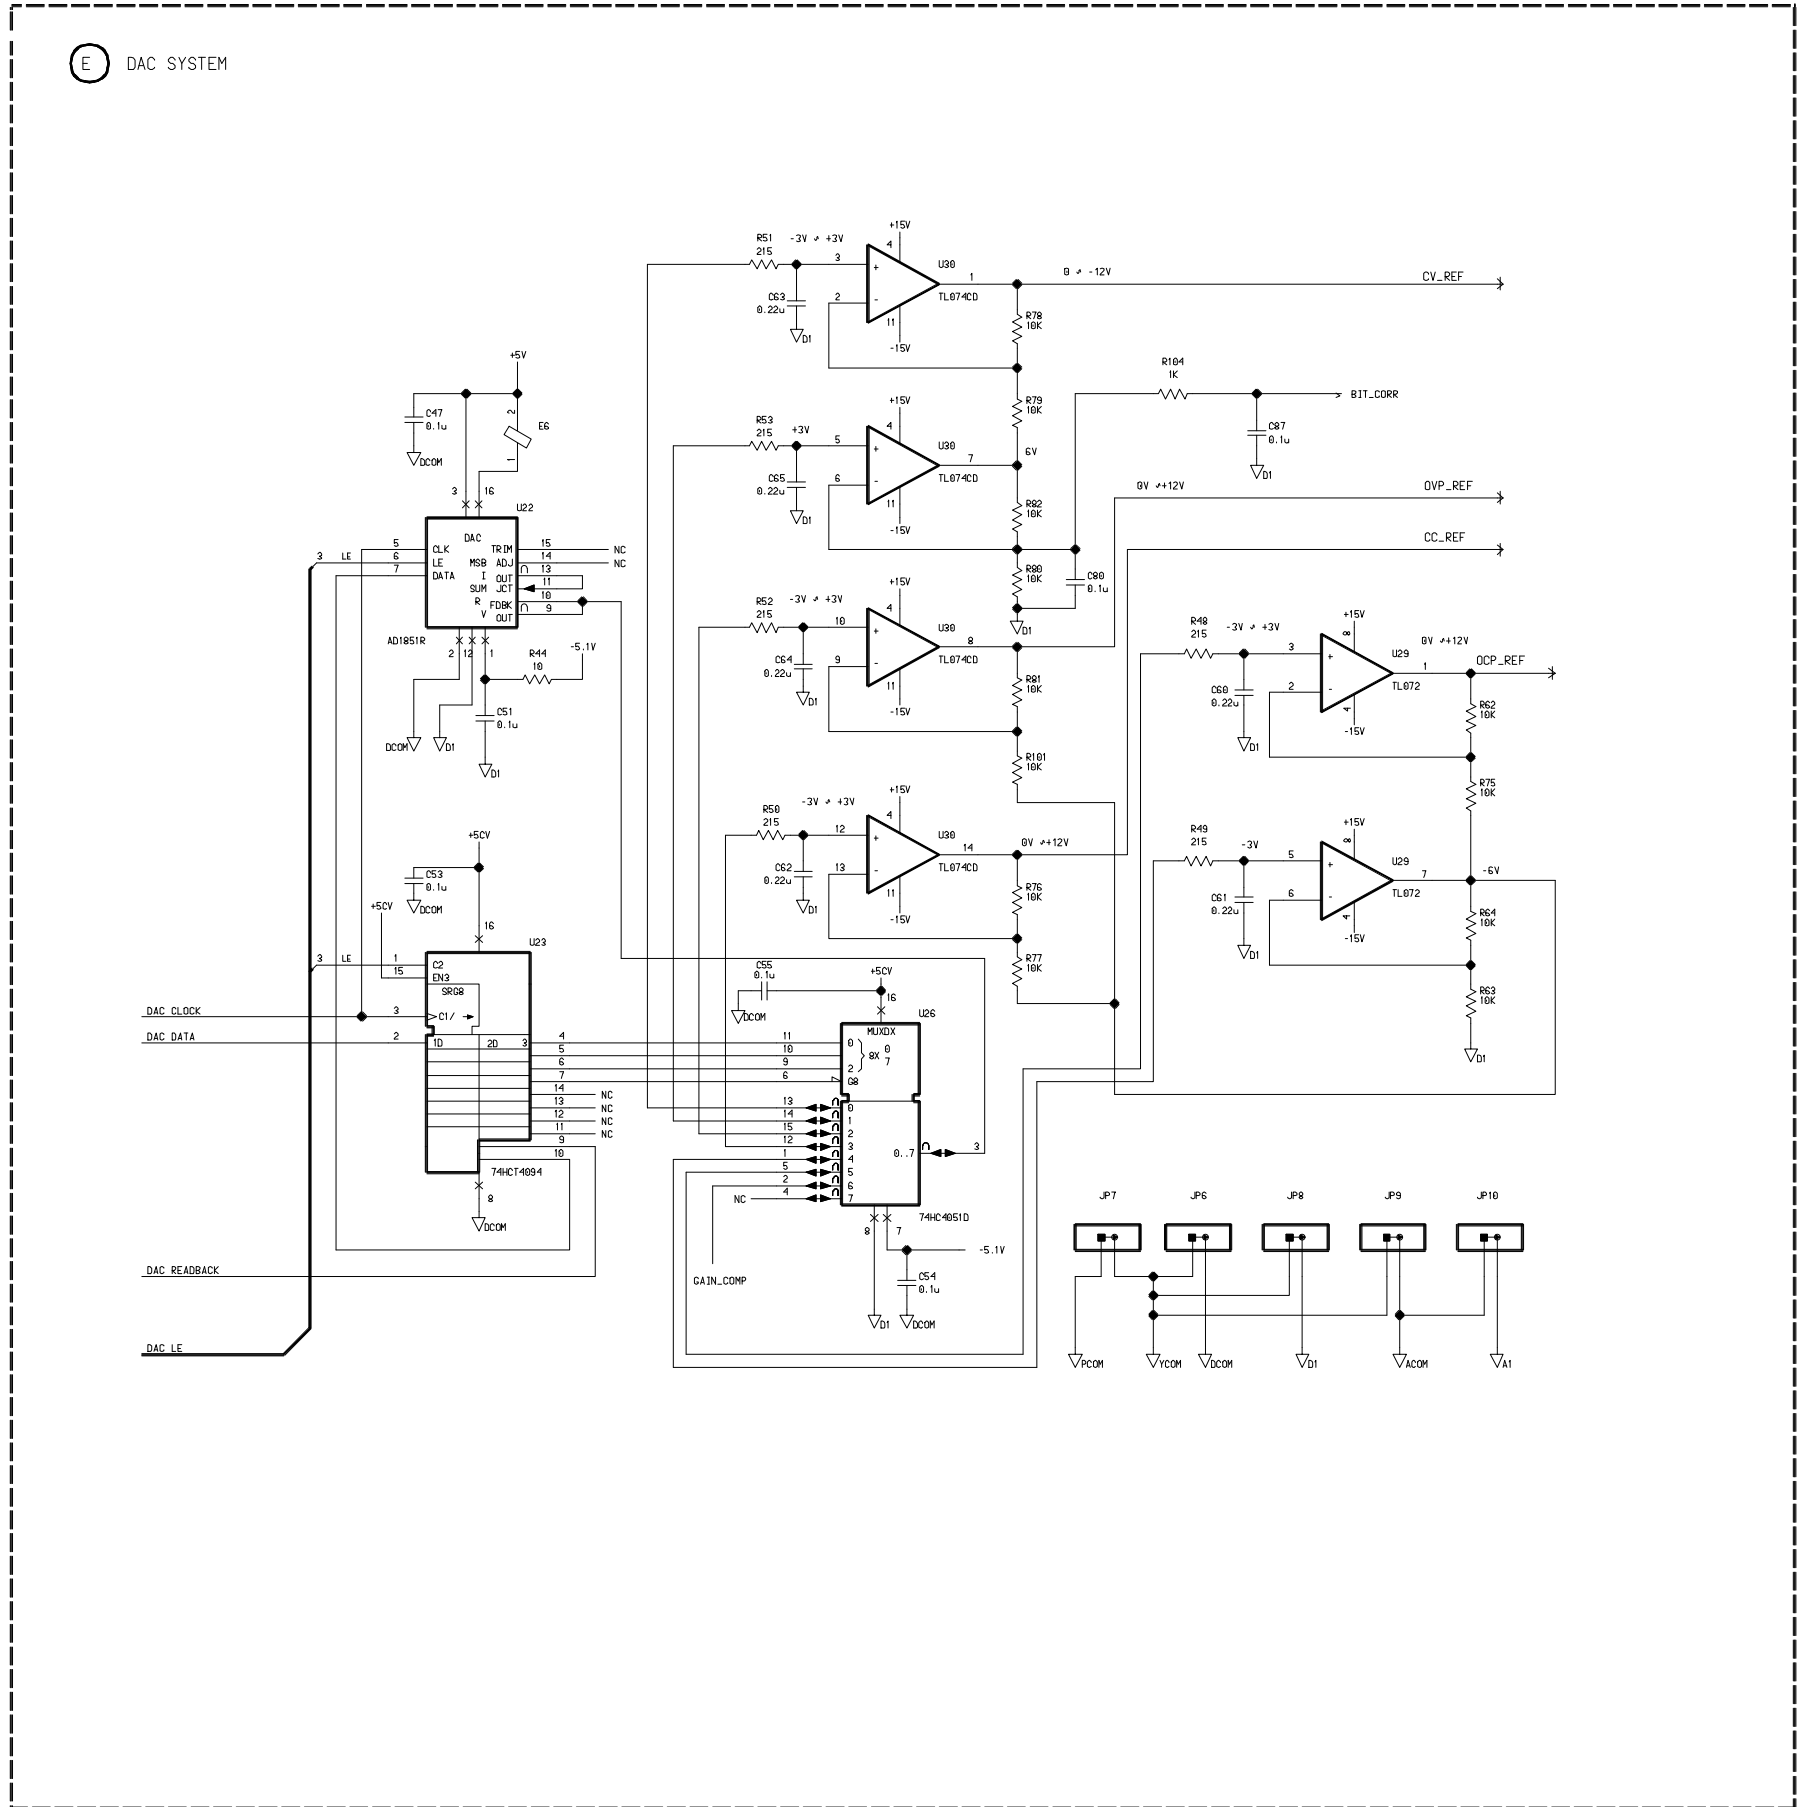 E DAC SYSTEM
+15V
R51 -3V +3V
215
4
3
+
U30
1
0 -12V
CV_REF
C63
0.22u
2
-
TL074CD
D1
11
R78
10K
-15V
+5V
R104
1K
BIT_CORR
C47
0.1u
DCOM
2
E6
1
+15V
R79
10K
R53
215
+3V
4
5
+
U30
7
6V
C87
0.1u
D1
C65
0.22u
6
-
TL074CD
D1
11
-15V
R82
10K
0V +12V
OVP_REF
3
16
U22
DAC
5
CLK
TRIM
15
NC
3
LE
6
LE
MSB ADJ
14
NC
7
DATA
I OUT
13
SUM JCT
11
R FDBK
10
V OUT
9
AD1851R
2
12
1
R44
10
-5.1V
DCOM
D1
C51
0.1u
D1
CC_REF
R80
10K
C80
0.1u
D1
+15V
R52
215
-3V +3V
4
10
+
U30
8
C64
0.22u
9
-
TL074CD
D1
11
-15V
R81
10K
R101
10K
+15V
R48
215
-3V +3V
8
0V +12V
3
+
U29
1
OCP_REF
C60
0.22u
2
-
TL072
D1
4
-15V
R62
10K
R75
10K
+15V
R50
215
-3V +3V
4
12
+
U30
14
0V +12V
C62
0.22u
13
-
TL074CD
D1
11
-15V
R76
10K
R77
10K
+15V
R49
215
-3V
8
5
+
U29
7
-6V
C61
0.22u
6
-
TL072
D1
4
-15V
R64
10K
R63
10K
D1
+5CV
C53
0.1u
DCOM
+5CV
16
U23
3
LE
1
C2
15
EN3
SRG8
DAC CLOCK
3
C1/
DAC DATA
2
1D
2D
3
4
5
6
7
14
NC
13
NC
12
NC
11
NC
9
10
74HCT4094
8
DCOM
DAC READBACK
DAC LE
C55
0.1u
DCOM
+5CV
16
U26
MUXDX
11
0
10
8X
0
7
9
2
6
G8
13
0
14
1
15
2
12
3
1
4
5
5
2
6
4
7
NC
0..7
3
74HC4051D
8
7
-5.1V
C54
0.1u
GAIN_COMP
D1
DCOM
JP7
JP6
JP8
JP9
JP10
PCOM
YCOM
DCOM
D1
ACOM
A1